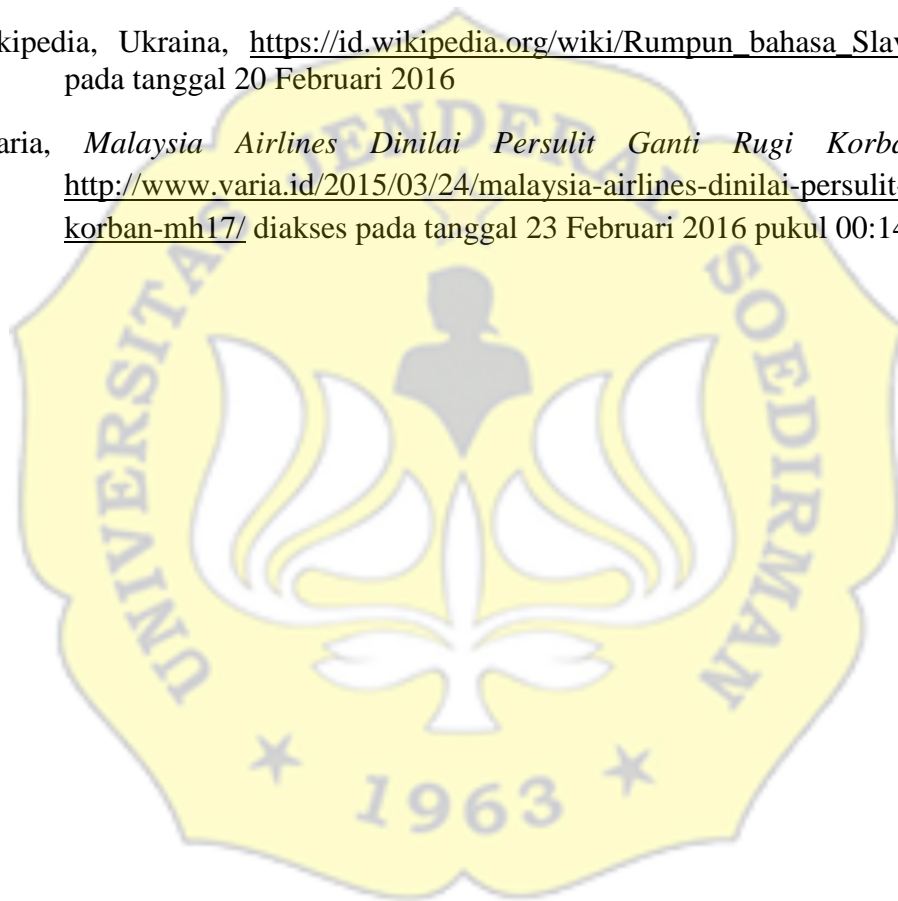 kipedia, Ukraina, https://id.wikipedia.org/wiki/Rumpun_bahasa_Slav
pada tanggal 20 Februari 2016
aria, Malaysia Airlines Dinilai Persulit Ganti Rugi Korba
http://www.varia.id/2015/03/24/malaysia-airlines-dinilai-persulit-
korban-mh17/ diakses pada tanggal 23 Februari 2016 pukul 00:14
UNIVERSITAS JENDERAL SOEDIRMAN
1963